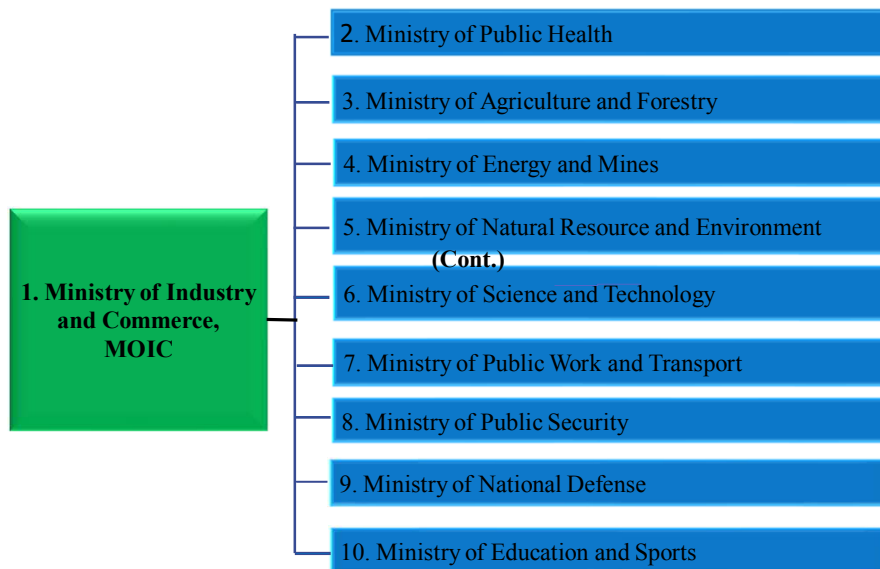 1. Ministry of Industry
and Commerce,
MOIC
2. Ministry of Public Health
3. Ministry of Agriculture and Forestry
4. Ministry of Energy and Mines
5. Ministry of Natural Resource and Environment
(Cont.)
6. Ministry of Science and Technology
7. Ministry of Public Work and Transport
8. Ministry of Public Security
9. Ministry of National Defense
10. Ministry of Education and Sports